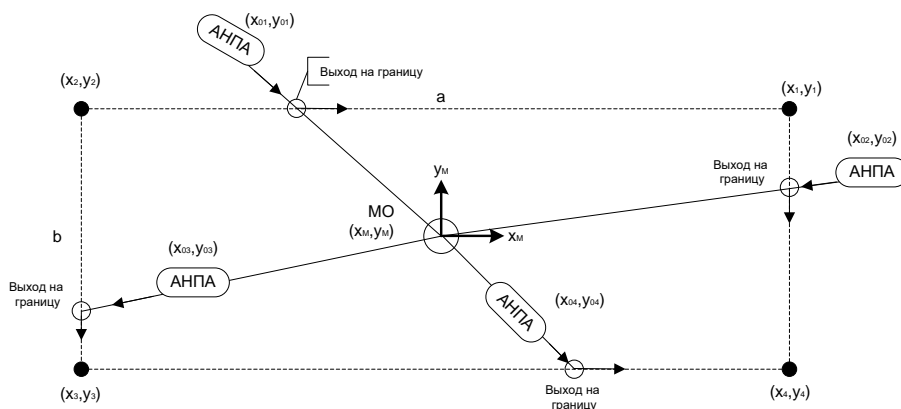 (x₀₁,y₀₁)
АНПА
Выход на границу
(x₂,y₂)
a
(x₁,y₁)
(x₀₂,y₀₂)
АНПА
Выход на
границу
yₘ
МО
(xₘ,yₘ)
xₘ
b
(x₀₃,y₀₃)
АНПА
Выход на
границу
(x₀₄,y₀₄)
АНПА
(x₃,y₃)
Выход на
границу
(x₄,y₄)